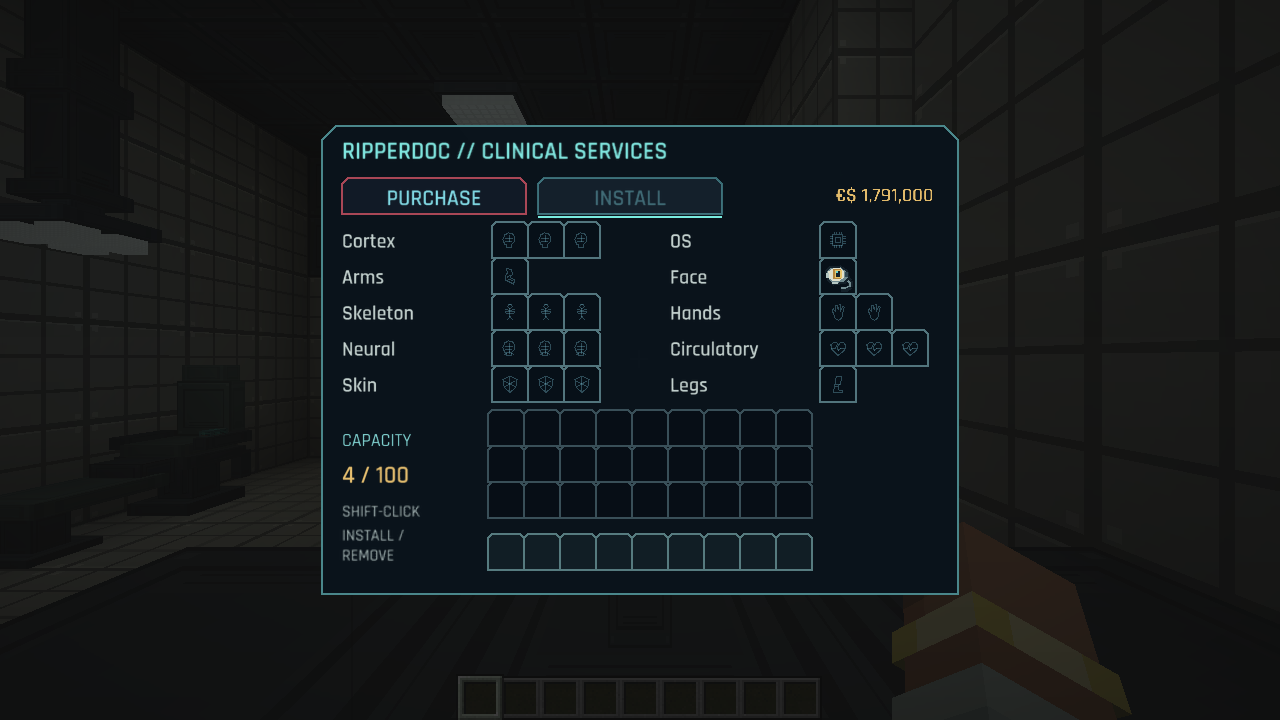 RIPPERDOC // CLINICAL SERVICES
PURCHASE
INSTALL
€$ 1,791,000
Cortex
OS
Arms
Face
Skeleton
Hands
Neural
Circulatory
Skin
Legs
CAPACITY
4 / 100
SHIFT-CLICK
INSTALL /
REMOVE